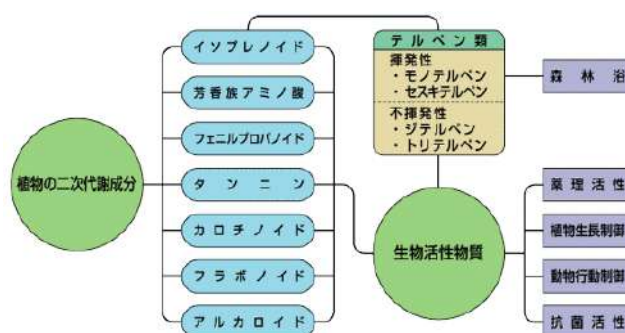 植物の二次代謝成分
イソプレノイド
芳香族アミノ酸
フェニルプロパノイド
タンニン
カロチノイド
フラボノイド
アルカロイド
テルペン類
揮発性
・モノテルペン
・セスキテルペン
不揮発性
・ジテルペン
・トリテルペン
生物活性物質
森林浴
薬理活性
植物生長制御
動物行動制御
抗菌活性